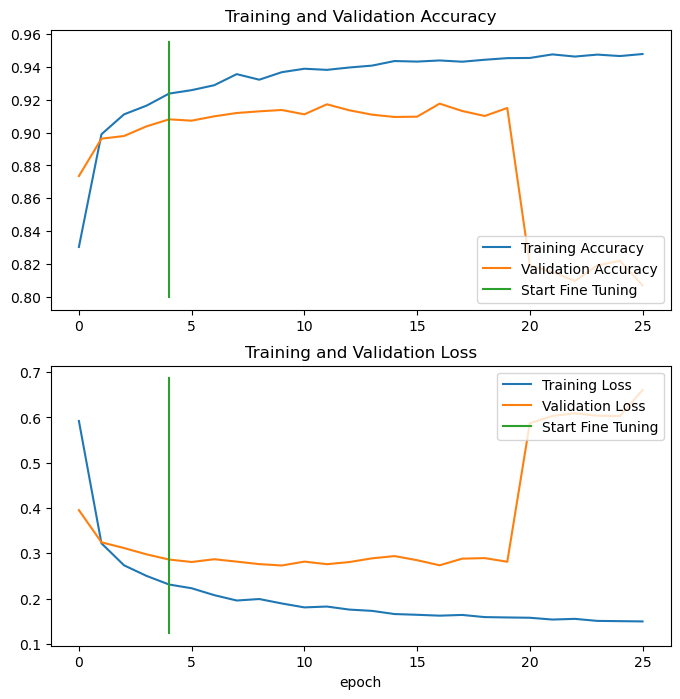 Training and Validation Accuracy
0.96
0.94
0.92
0.90
0.88
0.86
0.84
0.82
0.80
Training Accuracy
Validation Accuracy
Start Fine Tuning
0 5 10 15 20 25
Training and Validation Loss
0.7
0.6
0.5
0.4
0.3
0.2
0.1
Training Loss
Validation Loss
Start Fine Tuning
0 5 10 15 20 25
epoch